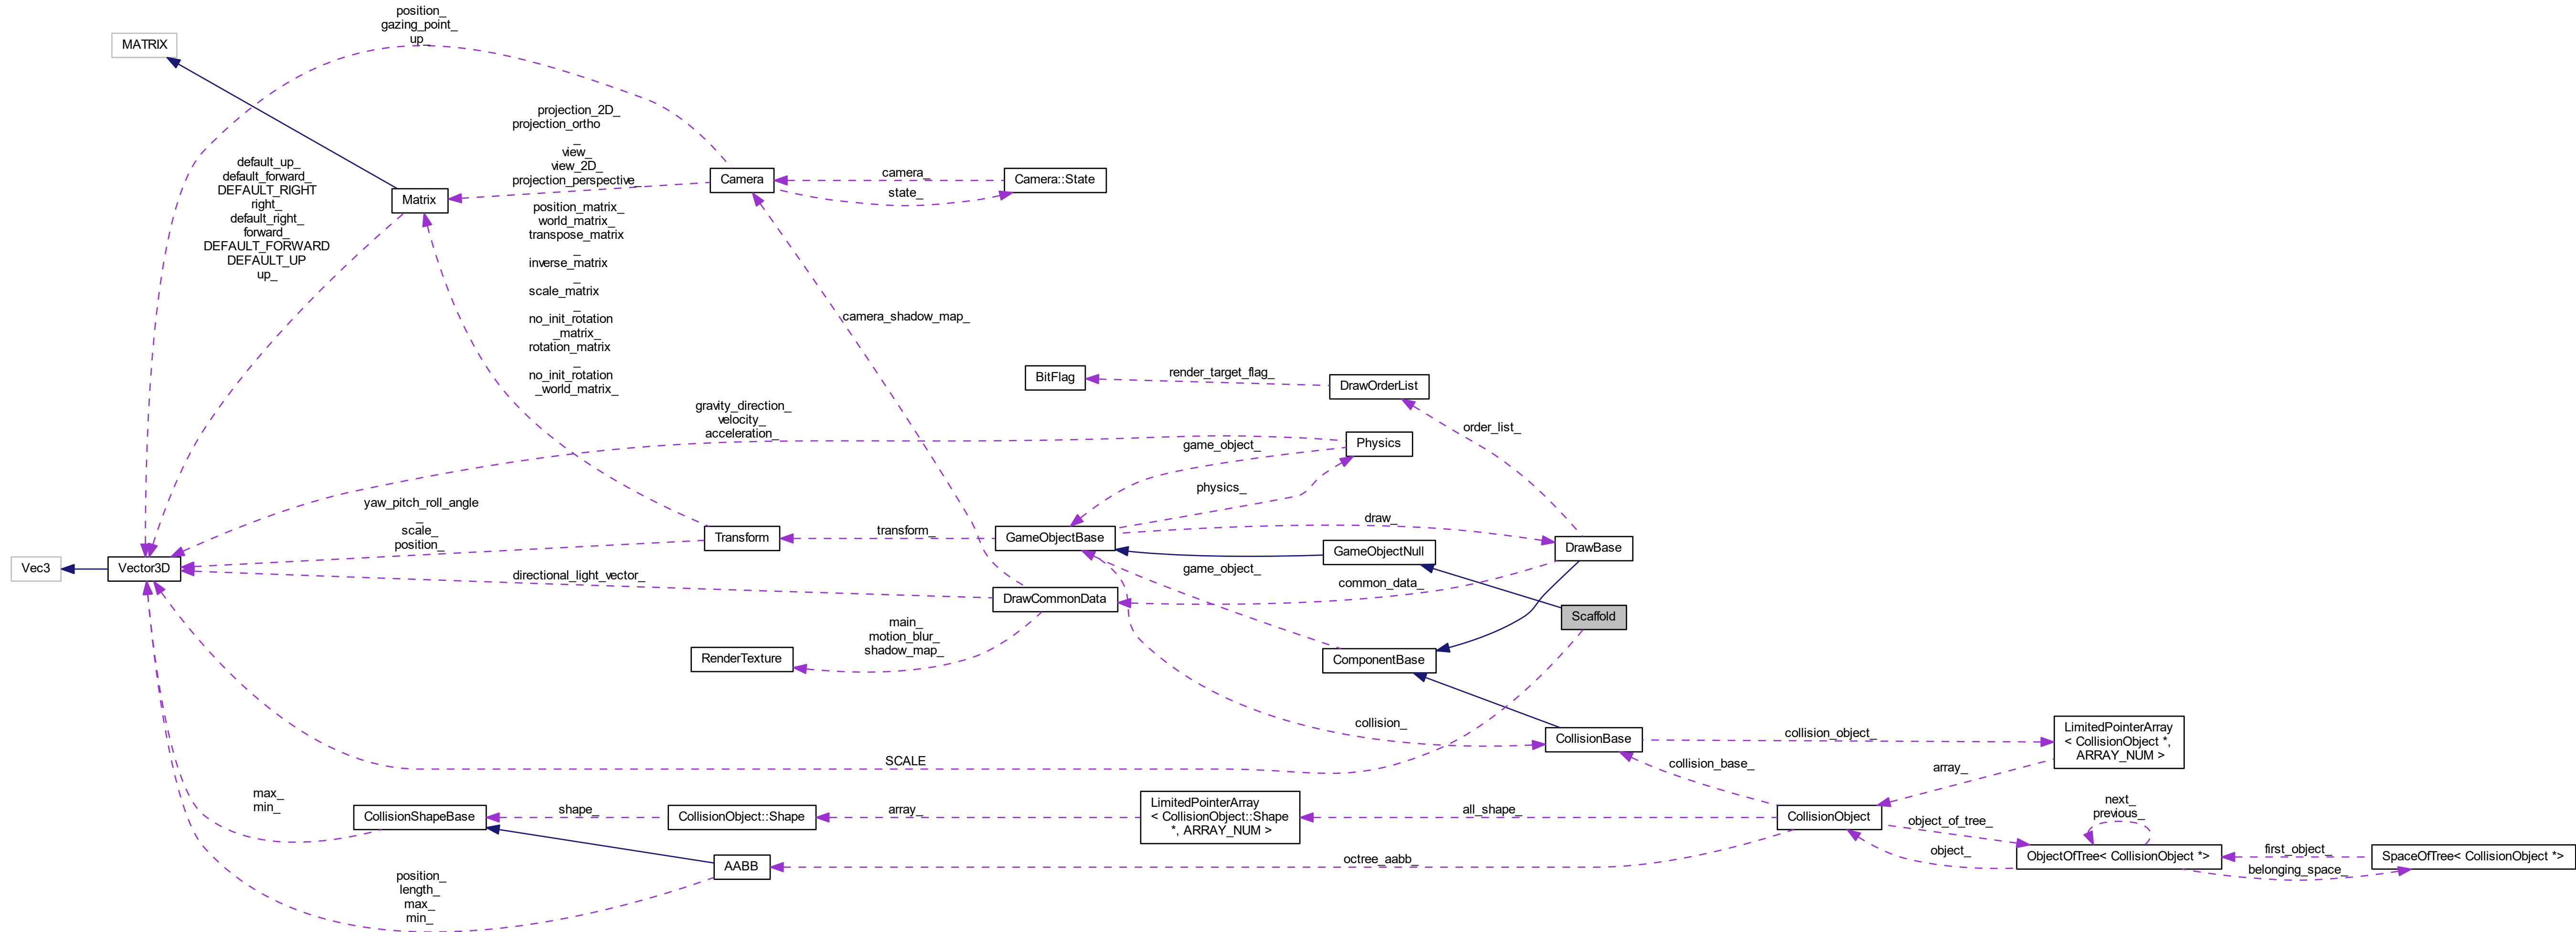 position_
gazing_point_
up_
MATRIX
projection_2D_
projection_ortho
_
view_
view_2D_
projection_perspective_
default_up_
default_forward_
DEFAULT_RIGHT
right_
default_right_
forward_
DEFAULT_FORWARD
DEFAULT_UP
up_
Matrix
Camera
camera_
state_
Camera::State
position_matrix_
world_matrix_
transpose_matrix
_
inverse_matrix
_
scale_matrix
_
no_init_rotation
_matrix_
rotation_matrix
_
no_init_rotation
_world_matrix_
camera_shadow_map_
BitFlag
render_target_flag_
DrawOrderList
gravity_direction_
velocity_
acceleration_
order_list_
game_object_
Physics
physics_
yaw_pitch_roll_angle
_
scale_
position_
Transform
transform_
GameObjectBase
draw_
GameObjectNull
DrawBase
Vec3
Vector3D
directional_light_vector_
game_object_
common_data_
DrawCommonData
Scaffold
main_
motion_blur_
shadow_map_
RenderTexture
ComponentBase
collision_
CollisionBase
collision_object_
LimitedPointerArray
< CollisionObject *,
ARRAY_NUM >
SCALE
collision_base_
array_
max_
min_
CollisionShapeBase
shape_
CollisionObject::Shape
array_
LimitedPointerArray
< CollisionObject::Shape
*, ARRAY_NUM >
all_shape_
CollisionObject
object_of_tree_
next_
previous_
object_
ObjectOfTree< CollisionObject *>
first_object_
belonging_space_
SpaceOfTree< CollisionObject *>
AABB
octree_aabb_
position_
length_
max_
min_